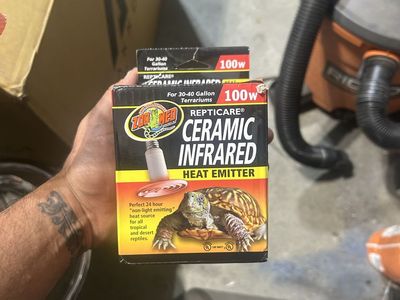 For 30-40 Gallon
Terrariums
100W
REPTICARE®
CERAMIC INFRARED
For 30-40 Gallon
Terrariums
100W
ZOO MED
REPTICARE®
CERAMIC
INFRARED
HEAT EMITTER
Perfect 24 hour
"non-light emitting"
heat source for
all tropical
and desert
reptiles.